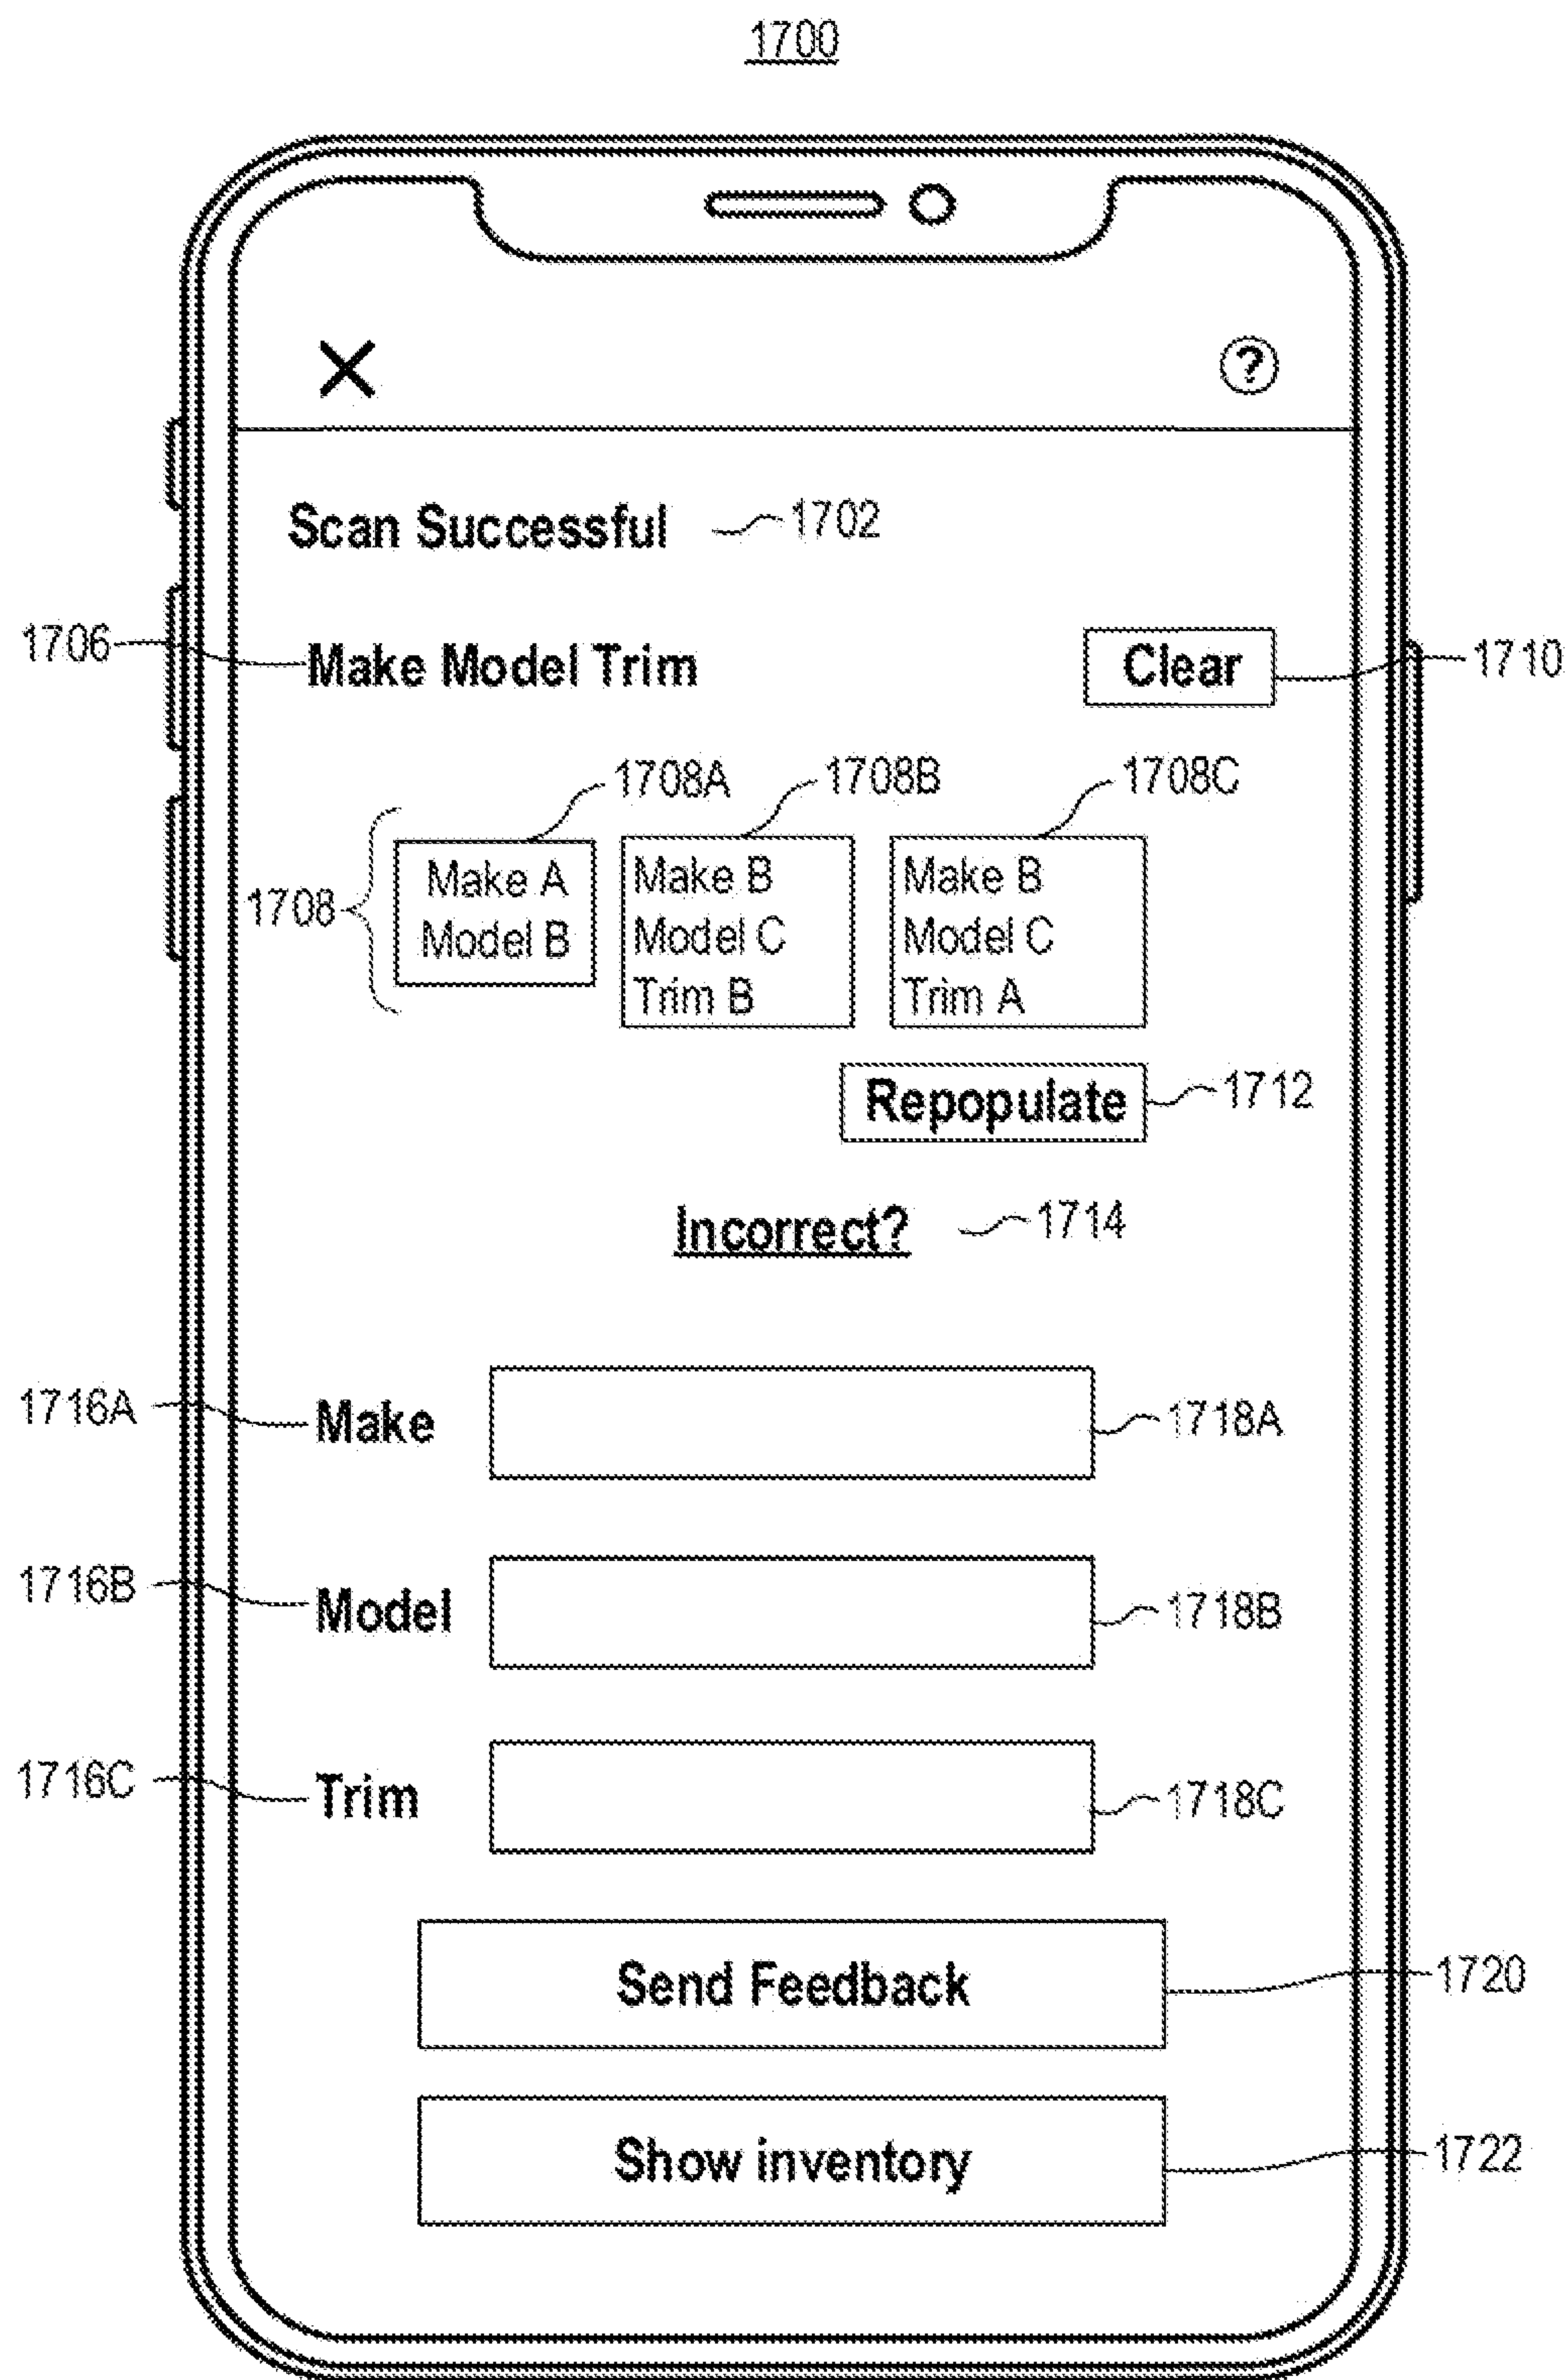 1700
?
Scan Successful 1702
1706 Make Model Trim Clear 1710
1708A 1708B 1708C
1708
Make A
Model B
Make B
Model C
Trim B
Make B
Model C
Trim A
Repopulate 1712
Incorrect? 1714
1716A Make 1718A
1716B Model 1718B
1716C Trim 1718C
Send Feedback 1720
Show inventory 1722